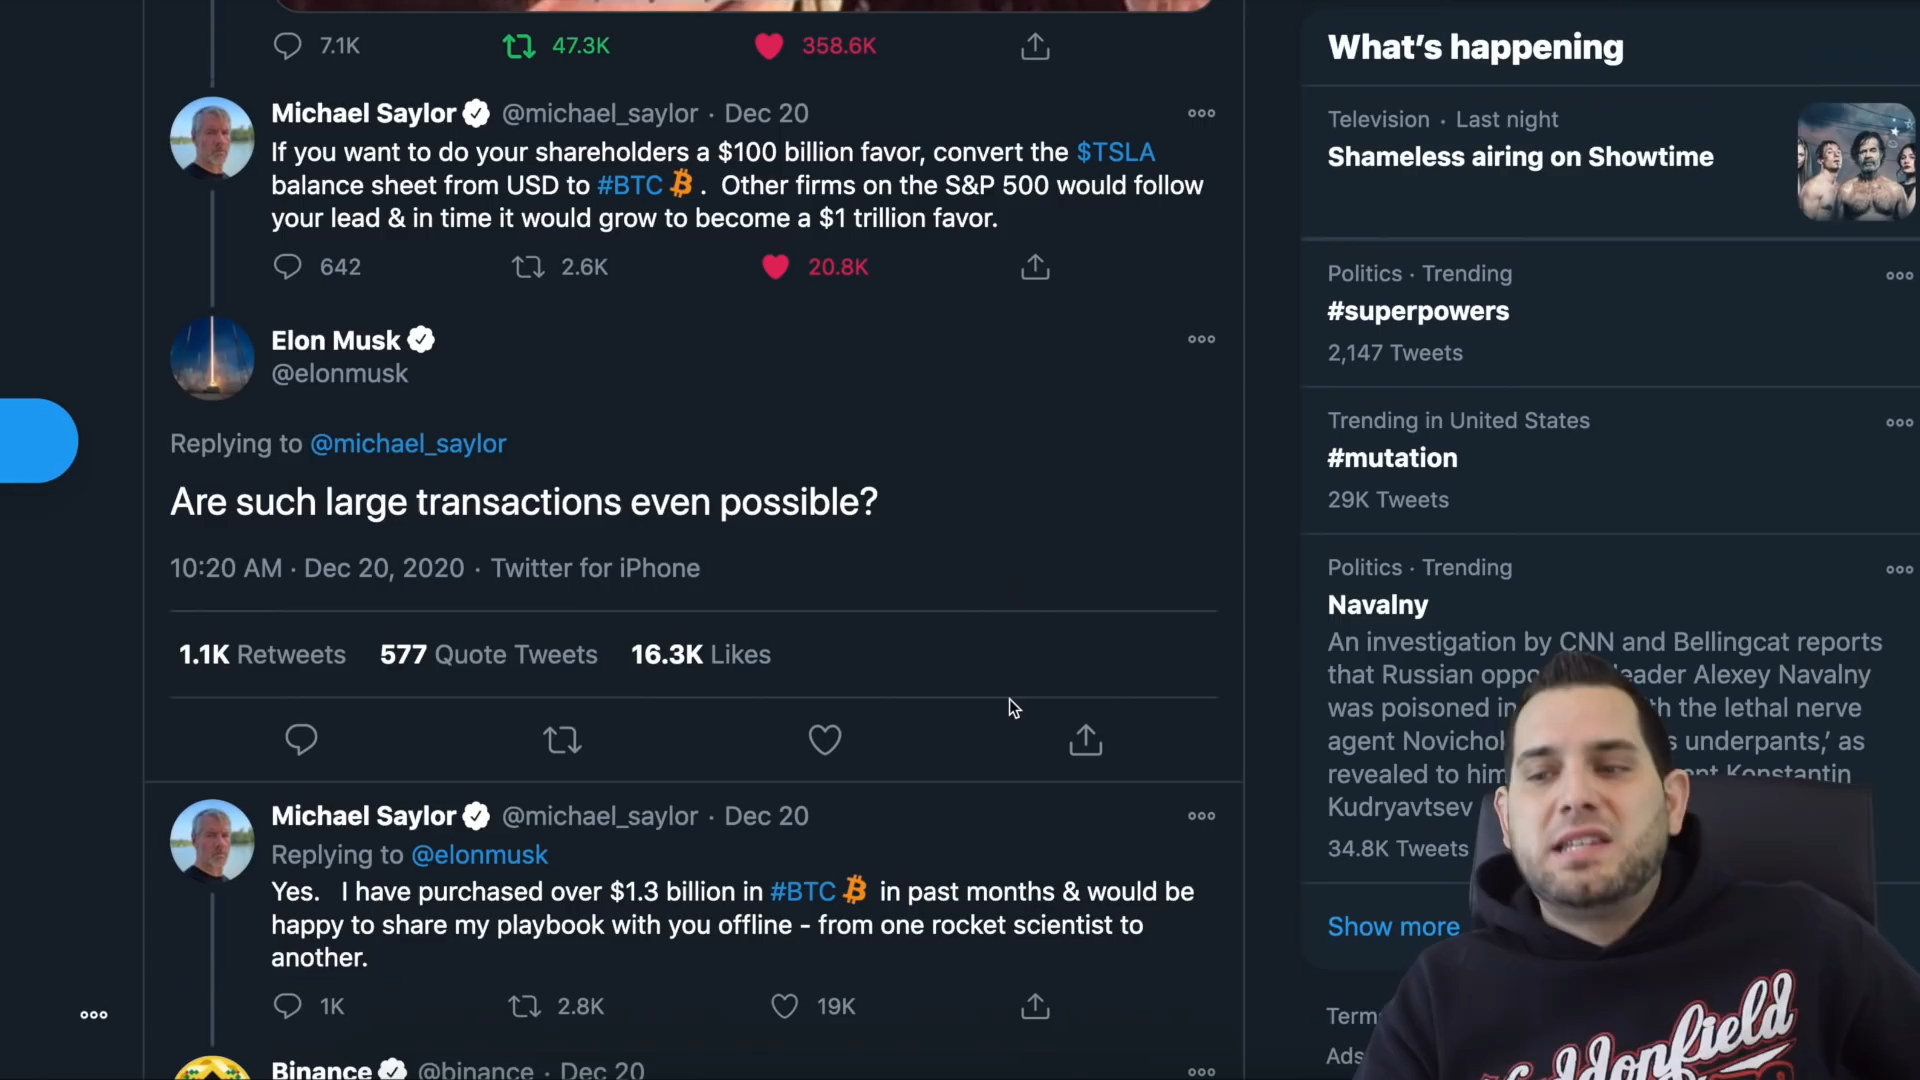 7.1K 47.3K 358.6K
Michael Saylor @michael_saylor · Dec 20
If you want to do your shareholders a $100 billion favor, convert the $TSLA
balance sheet from USD to #BTC . Other firms on the S&P 500 would follow
your lead & in time it would grow to become a $1 trillion favor.
642 2.6K 20.8K
Elon Musk
@elonmusk
Replying to @michael_saylor
Are such large transactions even possible?
10:20 AM · Dec 20, 2020 · Twitter for iPhone
1.1K Retweets 577 Quote Tweets 16.3K Likes
Michael Saylor @michael_saylor · Dec 20
Replying to @elonmusk
Yes. I have purchased over $1.3 billion in #BTC in past months & would be
happy to share my playbook with you offline - from one rocket scientist to
another.
1K 2.8K 19K
Binance @binance · Dec 20
What's happening
Television · Last night
Shameless airing on Showtime
Politics · Trending
#superpowers
2,147 Tweets
Trending in United States
#mutation
29K Tweets
Politics · Trending
Navalny
An investigation by CNN and Bellingcat reports
that Russian leader Alexey Navalny
was poisoned in the lethal nerve
agent underpants,' as
revealed to him Konstantin
Kudryavtsev
34.8K Tweets
Show more
Ads